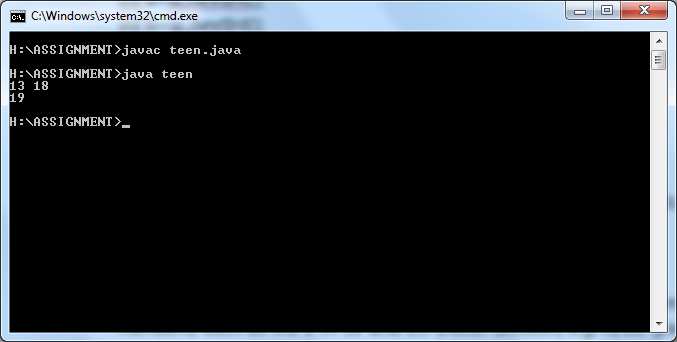 C:\Windows\system32\cmd.exe
H:\ASSIGNMENT>javac teen.java
H:\ASSIGNMENT>java teen
13 18
19
H:\ASSIGNMENT>_